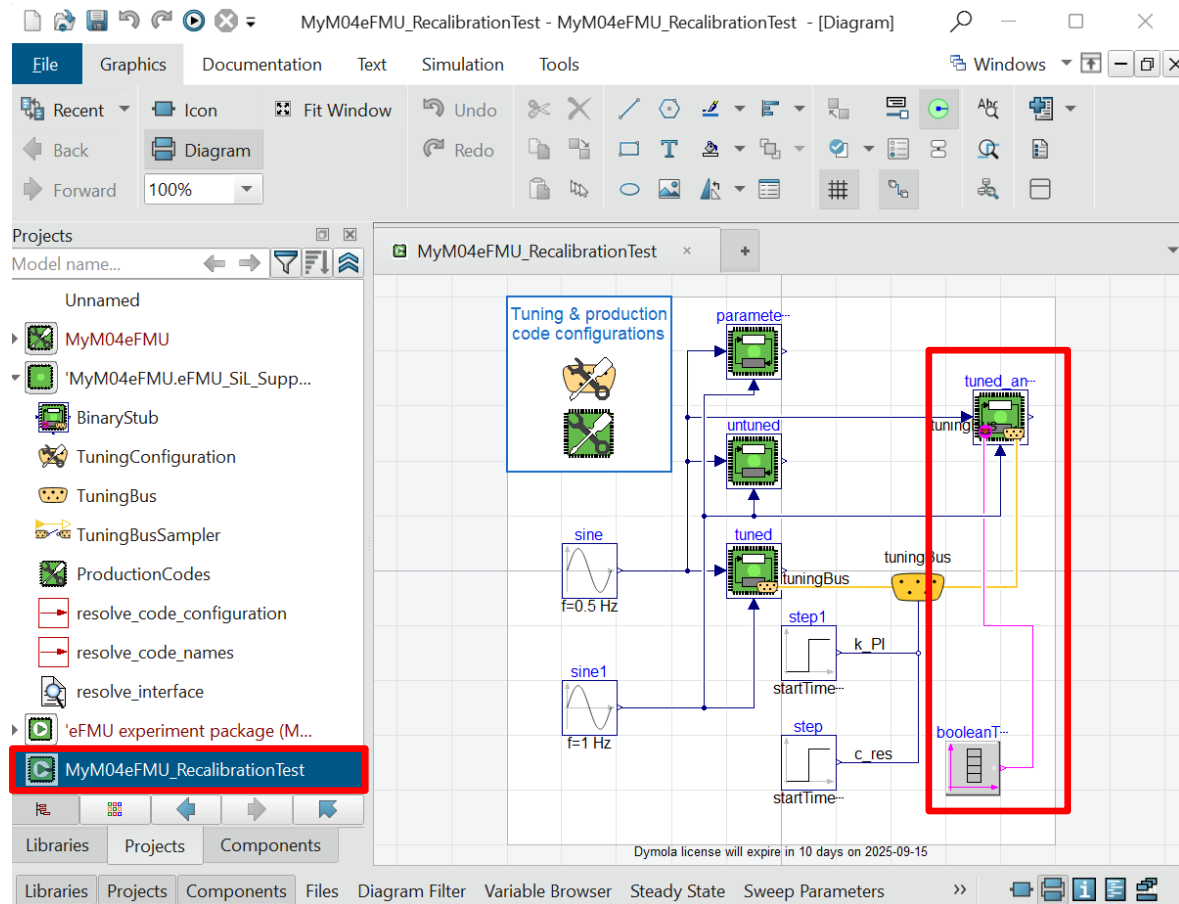 MyM04eFMU_RecalibrationTest - MyM04eFMU_RecalibrationTest - [Diagram]
File Graphics Documentation Text Simulation Tools Windows
Recent Icon Fit Window Undo
Back Diagram Redo
Forward 100%
Projects
Model name...
Unnamed
MyM04eFMU
'MyM04eFMU.eFMU_SiL_Supp...
BinaryStub
TuningConfiguration
TuningBus
TuningBusSampler
ProductionCodes
resolve_code_configuration
resolve_code_names
resolve_interface
'eFMU experiment package (M...
MyM04eFMU_RecalibrationTest
Libraries Projects Components
MyM04eFMU_RecalibrationTest
Tuning & production
code configurations
paramete...
tuned_an...
untuned
tuningBus
sine
f=0.5 Hz
tuned
tuningBus
tuningBus
step1
k_PI
startTime...
sine1
f=1 Hz
step
c_res
startTime...
booleanT...
Dymola license will expire in 10 days on 2025-09-15
Libraries Projects Components Files Diagram Filter Variable Browser Steady State Sweep Parameters